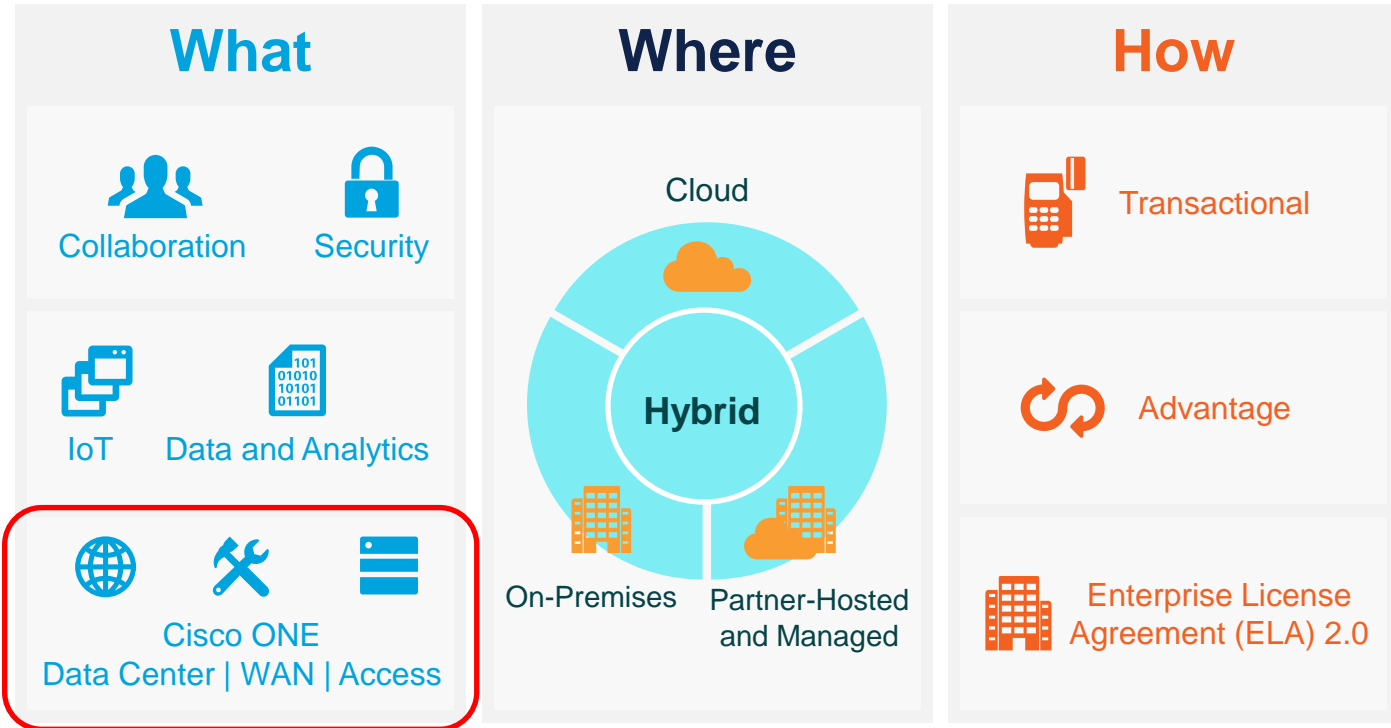 What
Collaboration
Security
101
01010
10101
01101
IoT
Data and Analytics
Cisco ONE
Data Center | WAN | Access
Where
Cloud
Hybrid
On-Premises
Partner-Hosted
and Managed
How
Transactional
Advantage
Enterprise License
Agreement (ELA) 2.0